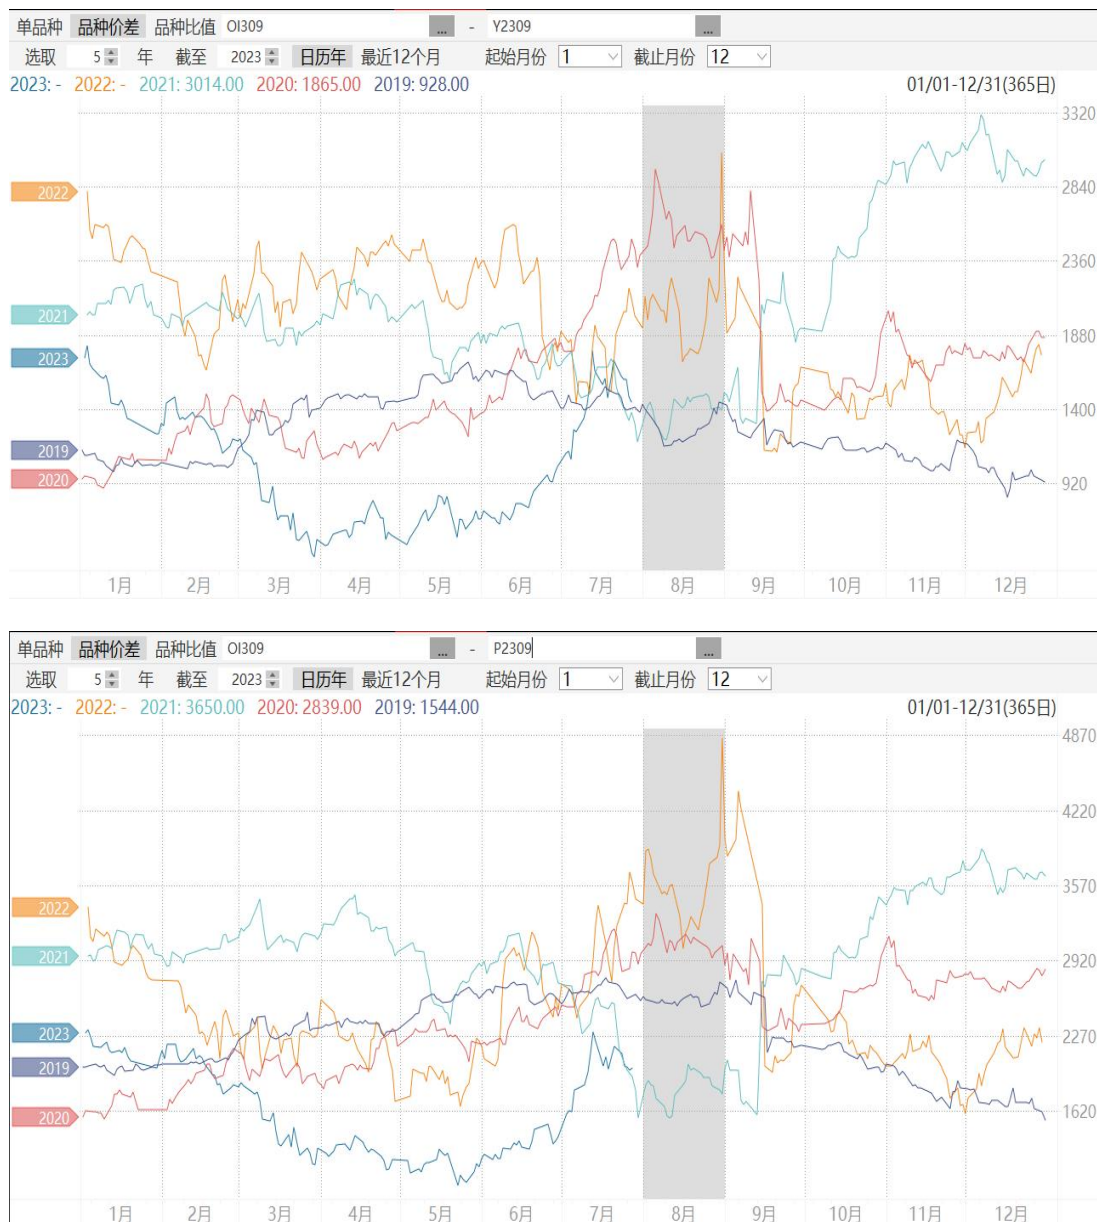 单品种 品种价差 品种比值 OI309 ... - Y2309 ...
选取 5 年 截至 2023 日历年 最近12个月 起始月份 1 截止月份 12
2023: - 2022: - 2021: 3014.00 2020: 1865.00 2019: 928.00 01/01-12/31(365日)
3320
2022 2840
2360
2021 1880
2023
1400
2019
2020 920
1月 2月 3月 4月 5月 6月 7月 8月 9月 10月 11月 12月
单品种 品种价差 品种比值 OI309 ... - P2309 ...
选取 5 年 截至 2023 日历年 最近12个月 起始月份 1 截止月份 12
2023: - 2022: - 2021: 3650.00 2020: 2839.00 2019: 1544.00 01/01-12/31(365日)
4870
4220
3570
2022
2021 2920
2023 2270
2019
2020 1620
1月 2月 3月 4月 5月 6月 7月 8月 9月 10月 11月 12月